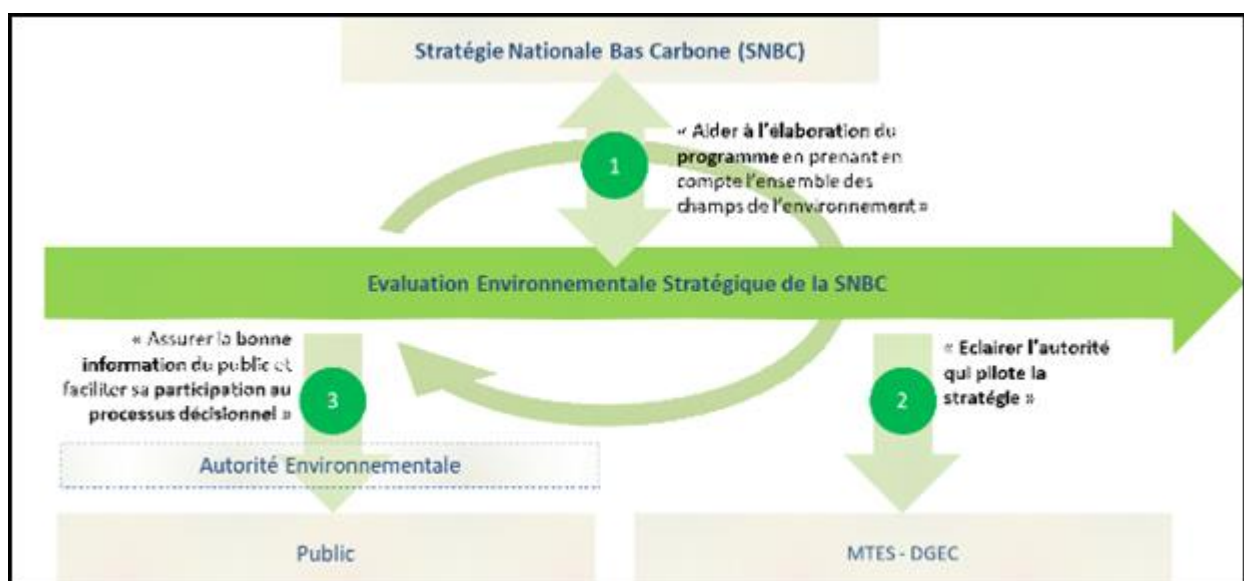 Stratégie Nationale Bas Carbone (SNBC)
1
« Aider à l'élaboration du
programme en prenant en
compte l'ensemble des
champs de l'environnement »
Evaluation Environnementale Stratégique de la SNBC
« Assurer la bonne
information du public et
faciliter sa participation au
processus décisionnel »
3
2
« Eclairer l'autorité
qui pilote la
stratégie »
Autorité Environnementale
Public
MTES - DGEC